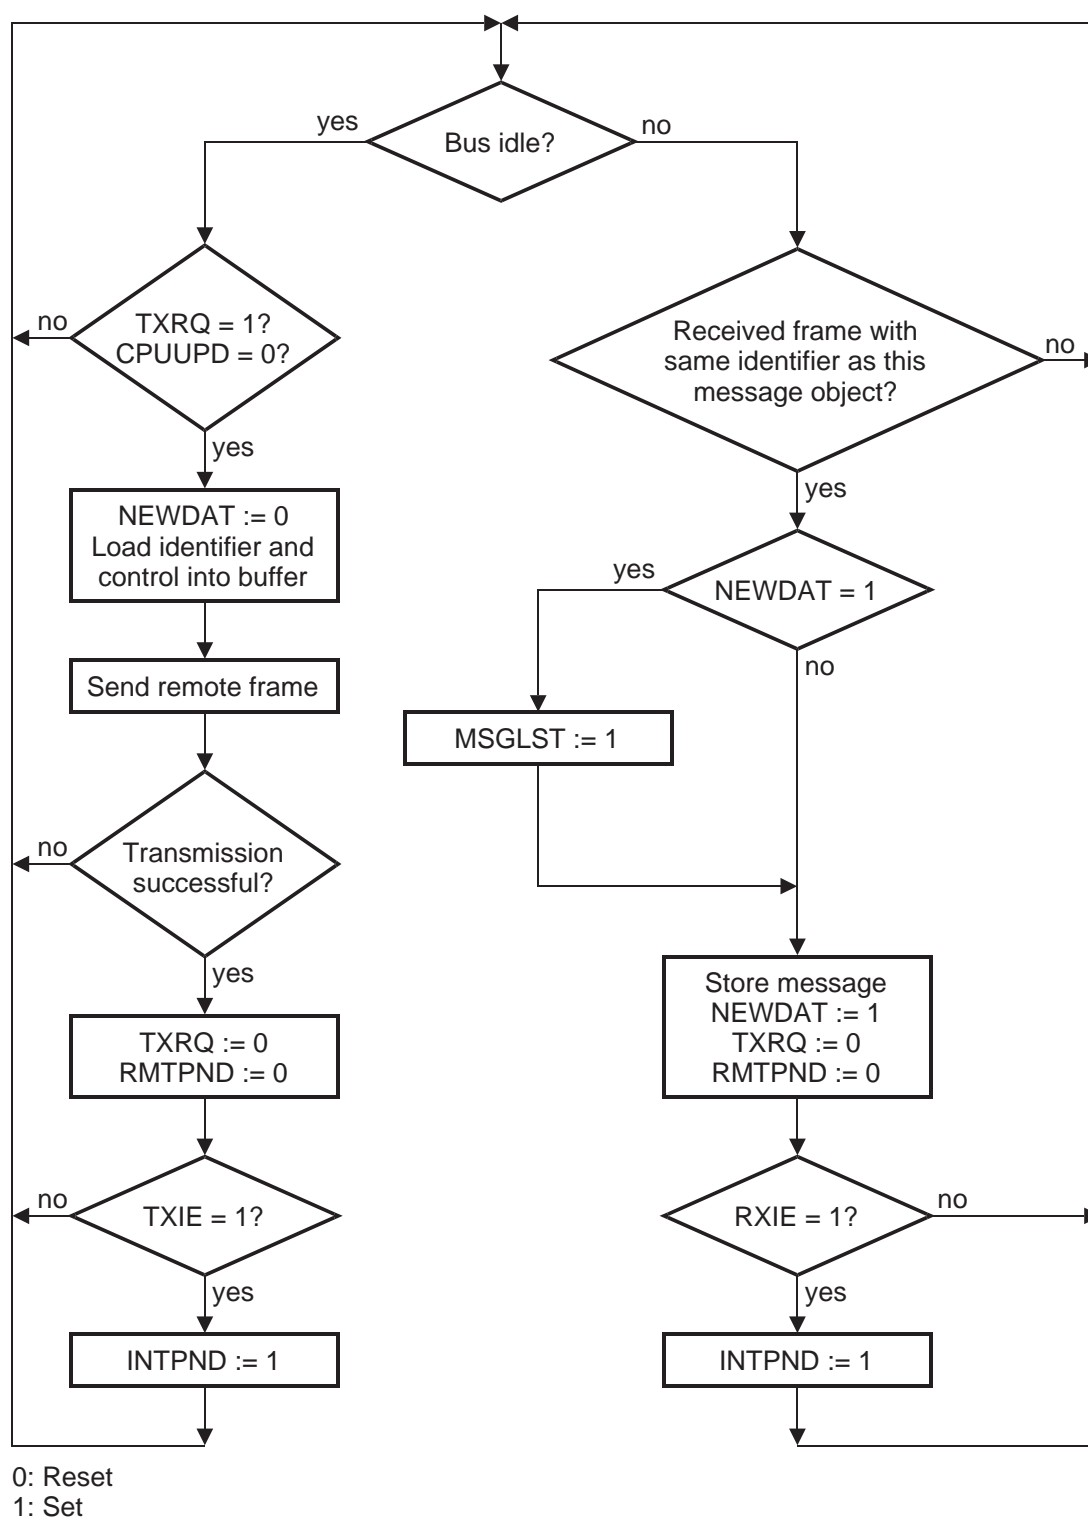 Bus idle?
yes
no
TXRQ = 1?
CPUUPD = 0?
no
yes
NEWDAT := 0
Load identifier and
control into buffer
Send remote frame
Transmission
successful?
no
yes
TXRQ := 0
RMTPND := 0
TXIE = 1?
no
yes
INTPND := 1
Received frame with
same identifier as this
message object?
no
yes
NEWDAT = 1
yes
no
MSGLST := 1
Store message
NEWDAT := 1
TXRQ := 0
RMTPND := 0
RXIE = 1?
no
yes
INTPND := 1
0: Reset
1: Set